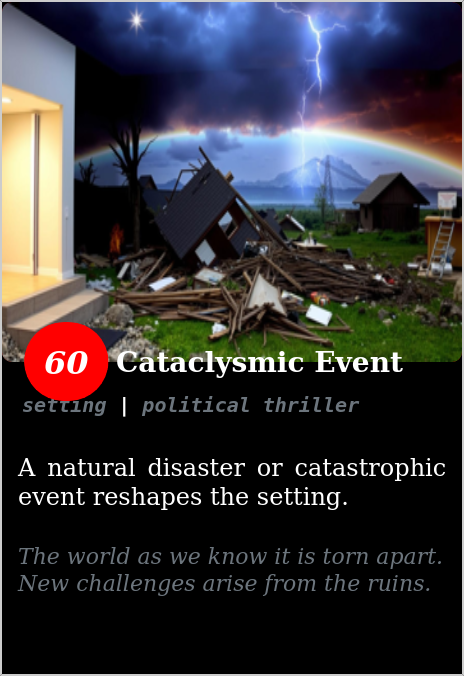 60 Cataclysmic Event
setting | political thriller
A natural disaster or catastrophic
event reshapes the setting.
The world as we know it is torn apart.
New challenges arise from the ruins.